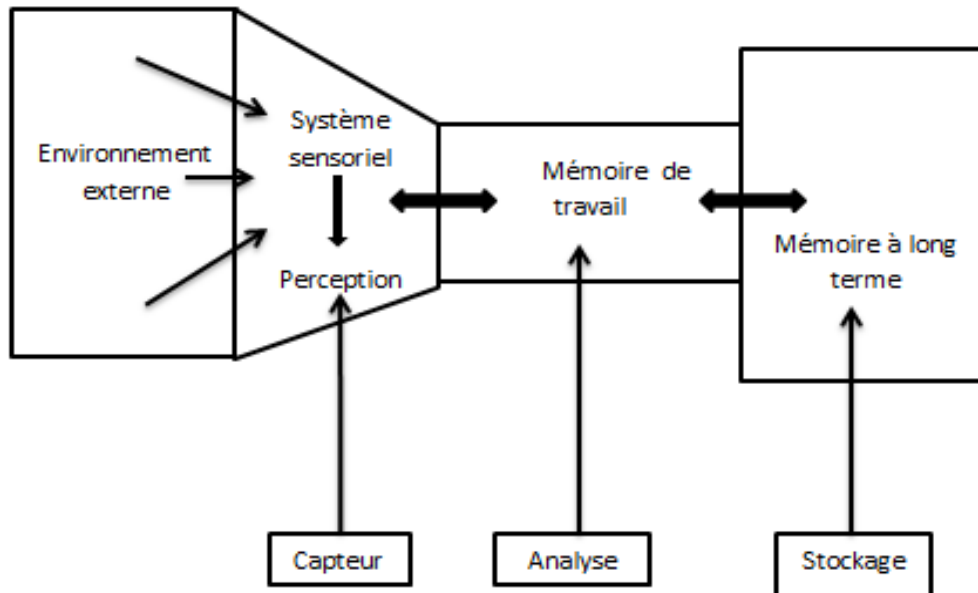 Environnement
externe
Système
sensoriel
Perception
Mémoire de
travail
Mémoire à long
terme
Capteur
Analyse
Stockage